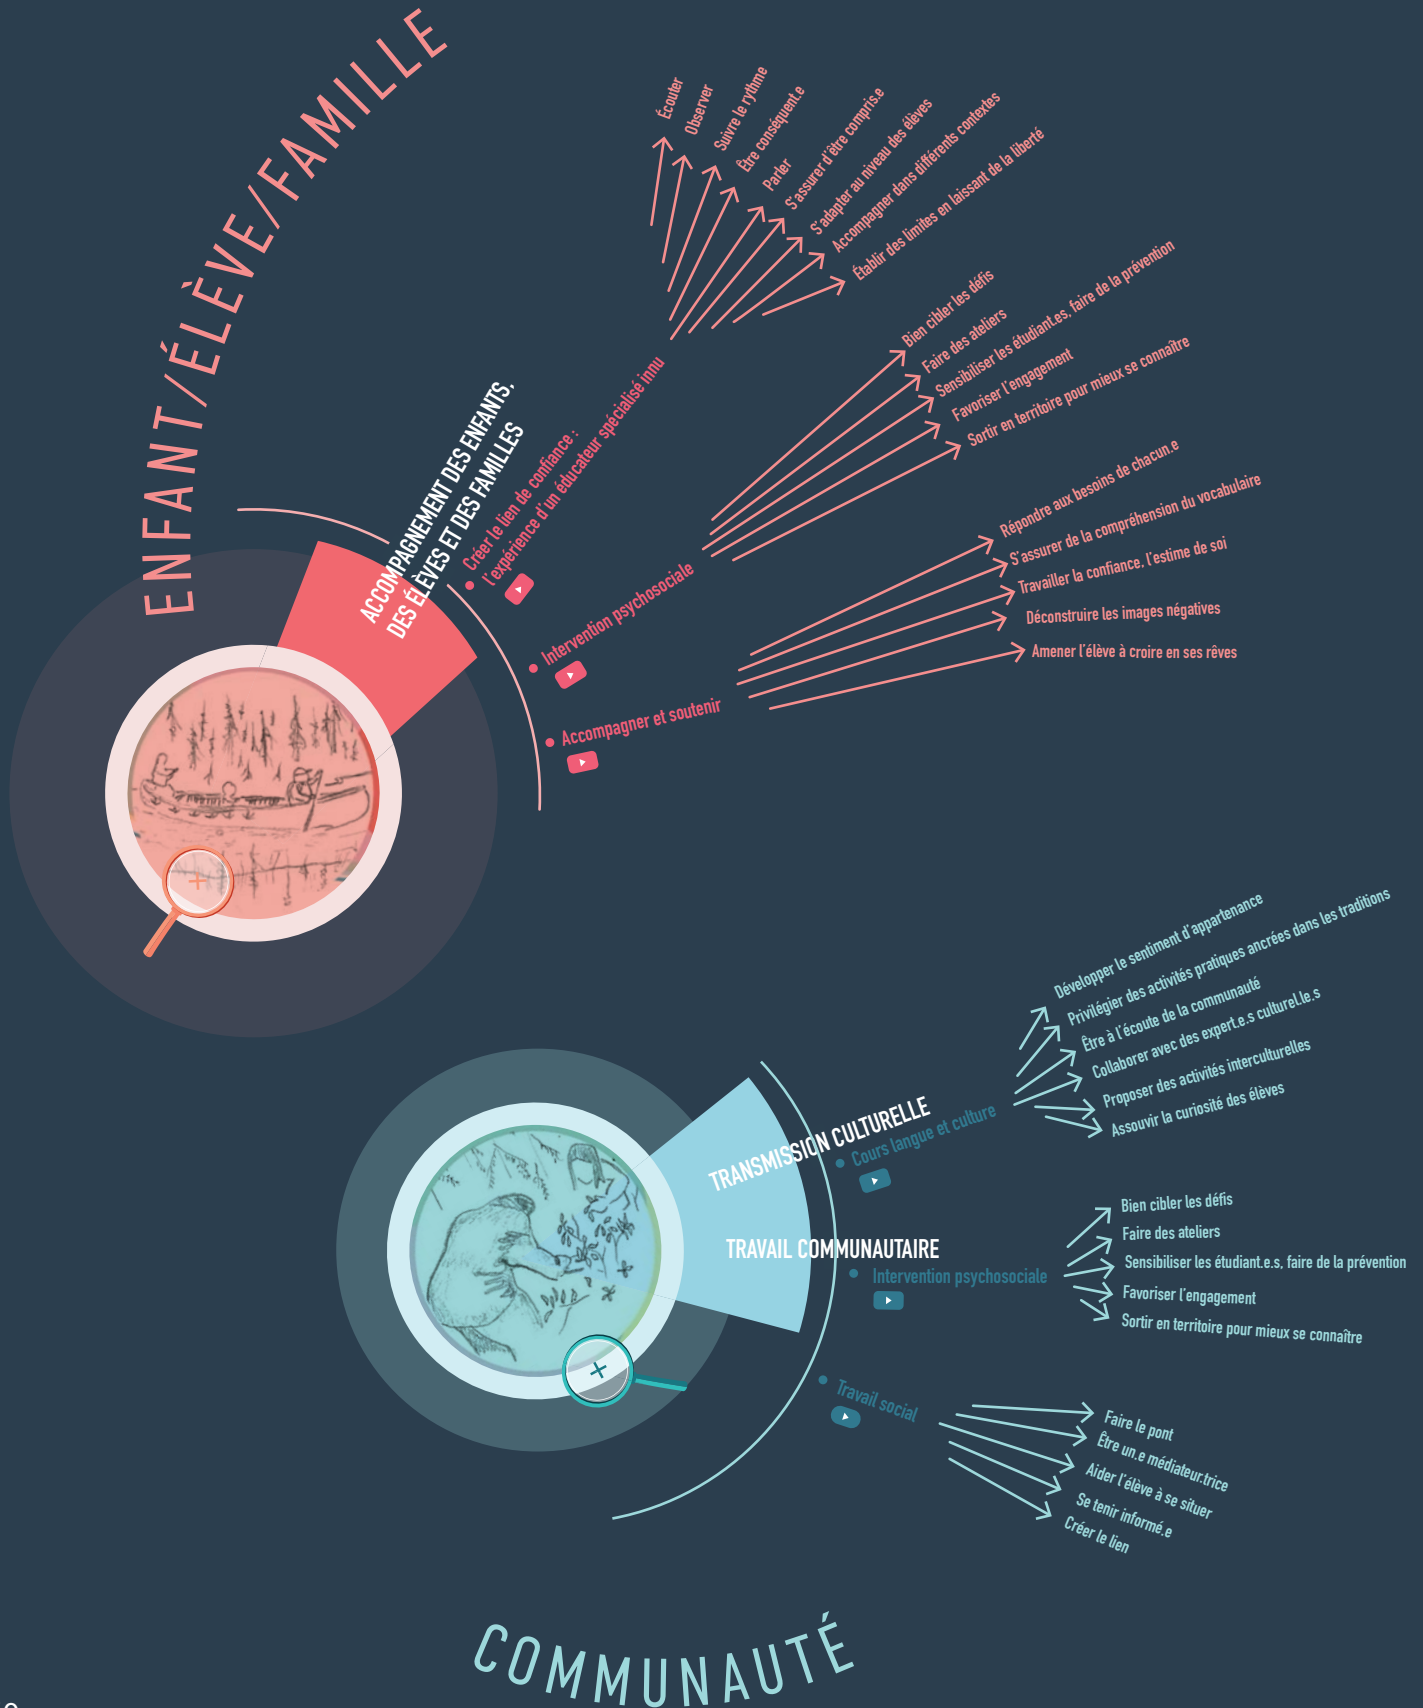 ENFANT/ÉLÈVE/FAMILLE
ACCOMPAGNEMENT DES ENFANTS,
DES ÉLÈVES ET DES FAMILLES
Créer le lien de confiance :
l'expérience d'un éducateur spécialisé innu
Écouter
Observer
Suivre le rythme
Être conséquent.e
Parler
S'assurer d'être compris.e
S'adapter au niveau des élèves
Accompagner dans différents contextes
Établir des limites en laissant de la liberté
Intervention psychosociale
Bien cibler les défis
Faire des ateliers
Sensibiliser les étudiant.es, faire de la prévention
Favoriser l'engagement
Sortir en territoire pour mieux se connaître
Accompagner et soutenir
Répondre aux besoins de chacun.e
S'assurer de la compréhension du vocabulaire
Travailler la confiance, l'estime de soi
Déconstruire les images négatives
Amener l'élève à croire en ses rêves
TRANSMISSION CULTURELLE
Cours langue et culture
Développer le sentiment d'appartenance
Privilégier des activités pratiques ancrées dans les traditions
Être à l'écoute de la communauté
Collaborer avec des expert.e.s culturel.le.s
Proposer des activités interculturelles
Assouvir la curiosité des élèves
TRAVAIL COMMUNAUTAIRE
Intervention psychosociale
Bien cibler les défis
Faire des ateliers
Sensibiliser les étudiant.e.s, faire de la prévention
Favoriser l'engagement
Sortir en territoire pour mieux se connaître
Travail social
Faire le pont
Être un.e médiateur.trice
Aider l'élève à se situer
Se tenir informé.e
Créer le lien
COMMUNAUTÉ